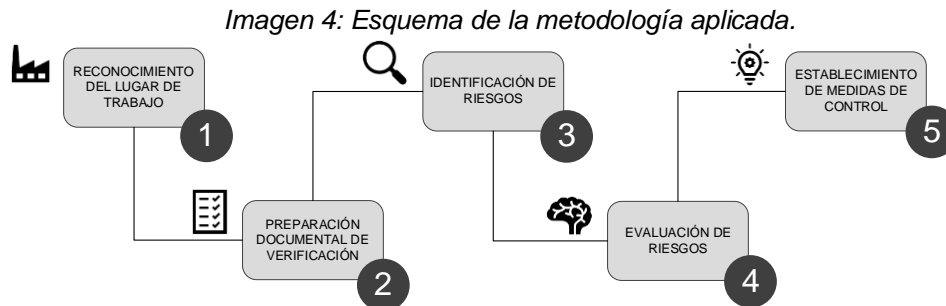 Imagen 4: Esquema de la metodología aplicada.
RECONOCIMIENTO
DEL LUGAR DE
TRABAJO
1
PREPARACIÓN
DOCUMENTAL DE
VERIFICACIÓN
2
IDENTIFICACIÓN DE
RIESGOS
3
EVALUACIÓN DE
RIESGOS
4
ESTABLECIMIENTO
DE MEDIDAS DE
CONTROL
5